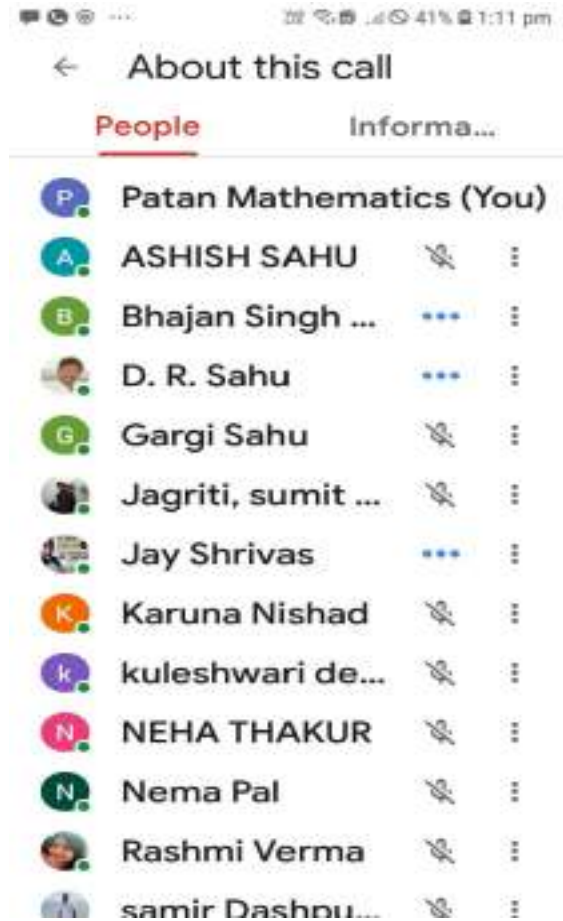 41% 1:11 pm
← About this call
People Informa...
P Patan Mathematics (You)
A ASHISH SAHU
B Bhajan Singh ...
D. R. Sahu
G Gargi Sahu
Jagriti, sumit ...
Jay Shrivas
K Karuna Nishad
k kuleshwari de...
N NEHA THAKUR
N Nema Pal
Rashmi Verma
samir Dashpu...